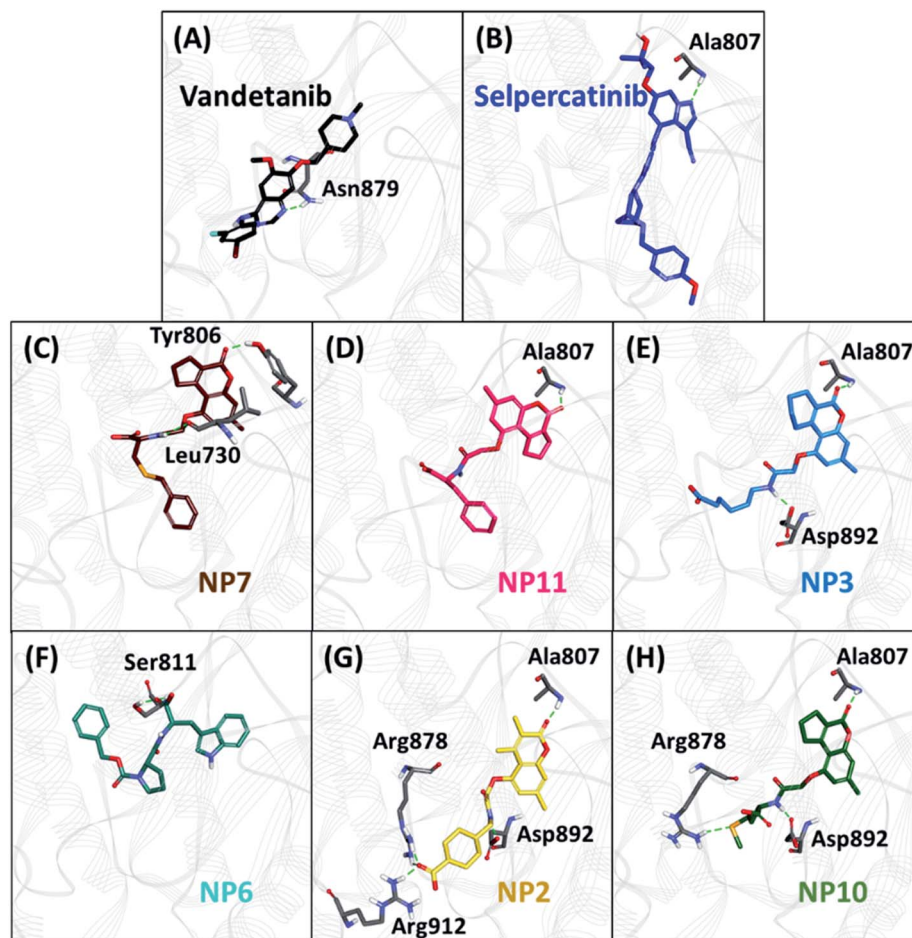 (A)
Vandetanib
Asn879
(B)
Ala807
Selpercatinib
(C)
Tyr806
Leu730
NP7
(D)
Ala807
NP11
(E)
Ala807
Asp892
NP3
(F)
Ser811
NP6
(G)
Ala807
Arg878
Asp892
Arg912
NP2
(H)
Ala807
Arg878
Asp892
NP10